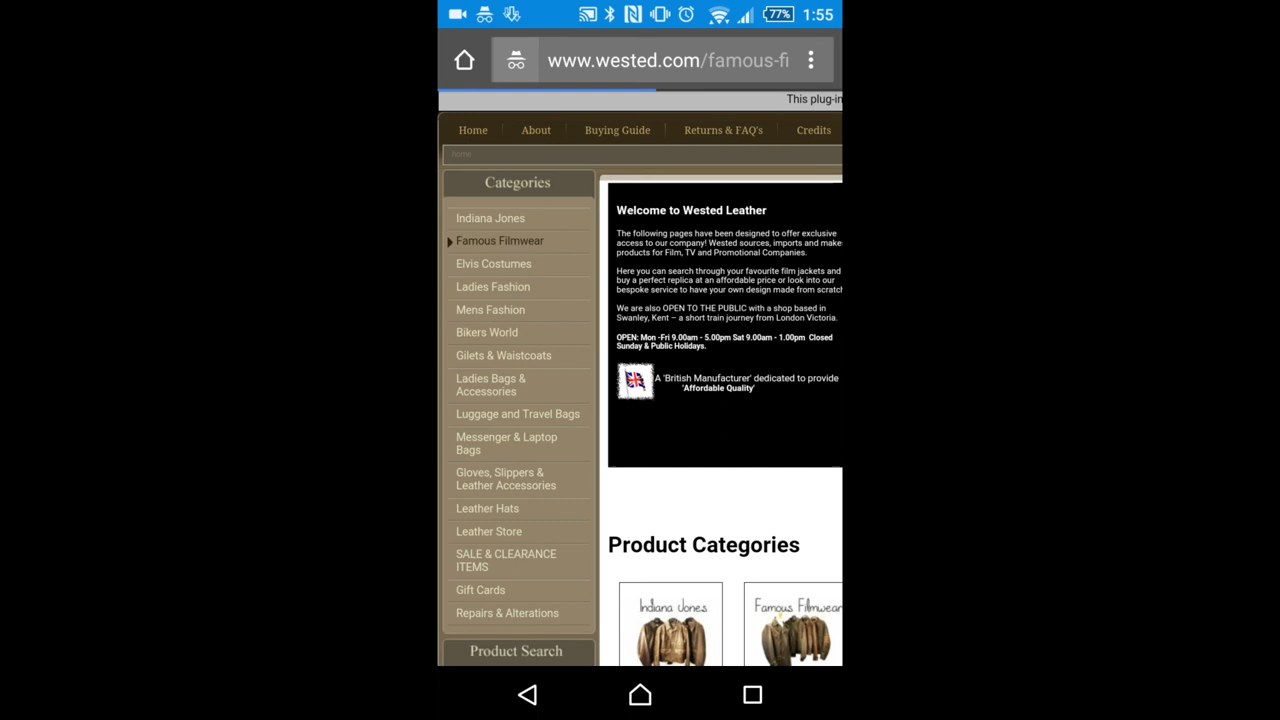 77% 1:55
www.wested.com/famous-fi
This plug-in
Home About Buying Guide Returns & FAQ's Credits
home
Categories
Indiana Jones
Famous Filmwear
Elvis Costumes
Ladies Fashion
Mens Fashion
Bikers World
Gilets & Waistcoats
Ladies Bags &
Accessories
Luggage and Travel Bags
Messenger & Laptop
Bags
Gloves, Slippers &
Leather Accessories
Leather Hats
Leather Store
SALE & CLEARANCE
ITEMS
Gift Cards
Repairs & Alterations
Product Search
Welcome to Wested Leather
The following pages have been designed to offer exclusive
access to our company! Wested sources, imports and make
products for Film, TV and Promotional Companies.
Here you can search through your favourite film jackets and
buy a perfect replica at an affordable price or look into our
bespoke service to have your own design made from scratch
We are also OPEN TO THE PUBLIC with a shop based in
Swanley, Kent – a short train journey from London Victoria.
OPEN: Mon -Fri 9.00am - 5.00pm Sat 9.00am - 1.00pm Closed
Sunday & Public Holidays.
A 'British Manufacturer' dedicated to provide
'Affordable Quality'
Product Categories
Indiana Jones
Famous Filmwear